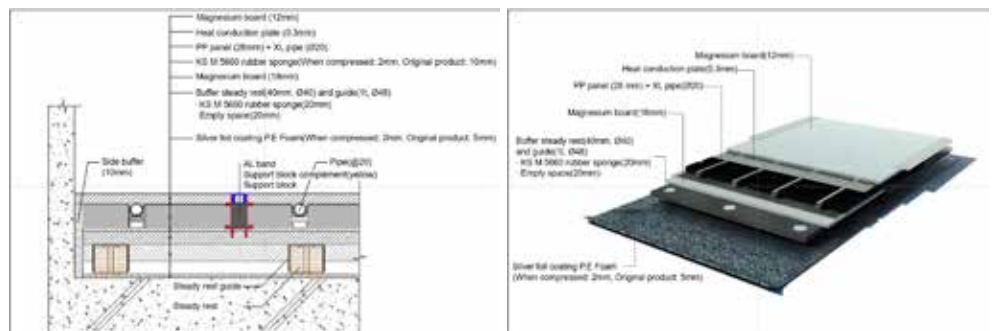 Magnesium board (12mm)
Heat conduction plate (0.3mm)
PP panel (28mm) + XL pipe (Ø20)
KS M 5600 rubber sponge(When compressed: 2mm, Original product: 10mm)
Magnesium board (18mm)
Buffer steady rest(40mm, Ø40) and guide(1t, Ø48)
· KS M 5600 rubber sponge(20mm)
· Empty space(20mm)
Silver foil coating P.E Foam(When compressed: 2mm, Original product: 5mm)
Side buffer
(10mm)
AL band
Support block complement(yellow)
Support block
Pipe(Ø20)
Steady rest guide
Steady rest
Magnesium board(12mm)
Heat conduction plate(0.3mm)
PP panel (28 mm) + XL pipe(Ø20)
Magnesium board(18mm)
Buffer steady rest(40mm, Ø40)
and guide(1t, Ø48)
· KS M 5660 rubber sponge(20mm)
· Empty space(20mm)
Silver foil coating P.E Foam
(When compressed: 2mm, Original product: 5mm)